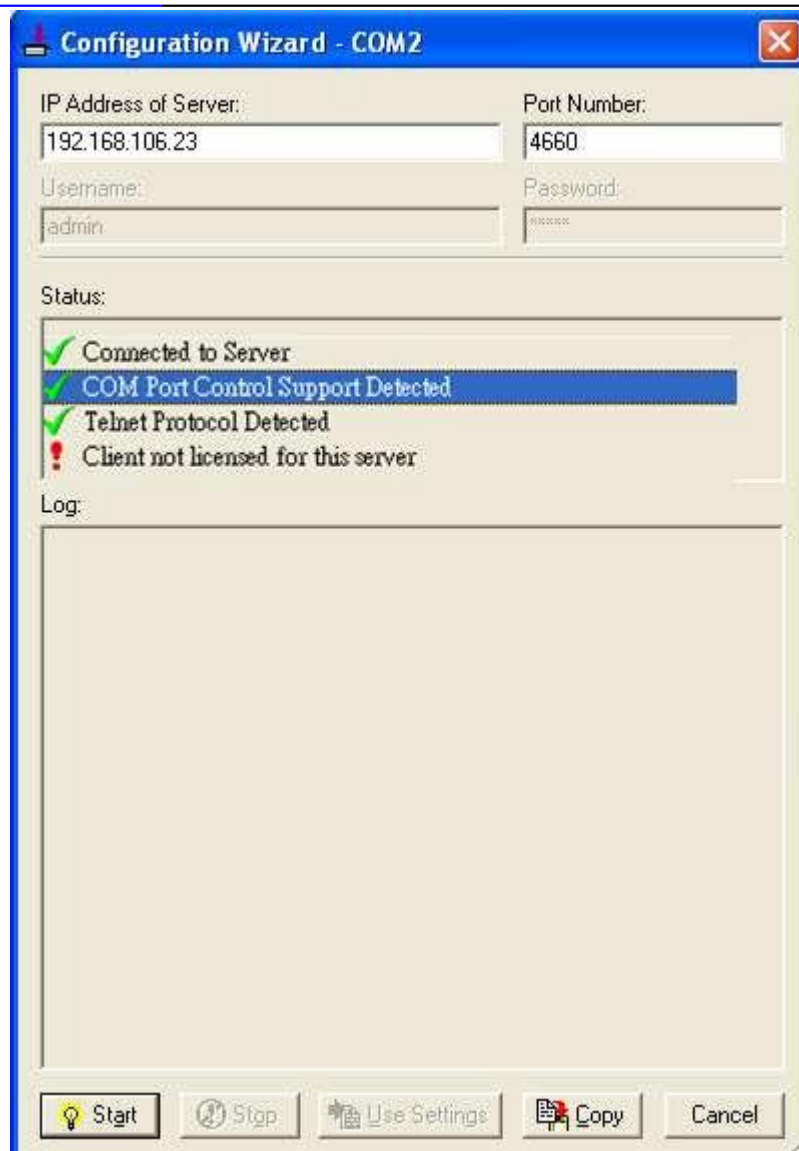 Configuration Wizard - COM2
IP Address of Server: Port Number:
192.168.106.23 4660
Username: Password:
admin *****
Status:
Connected to Server
COM Port Control Support Detected
Telnet Protocol Detected
Client not licensed for this server
Log:
Start Stop Use Settings Copy Cancel